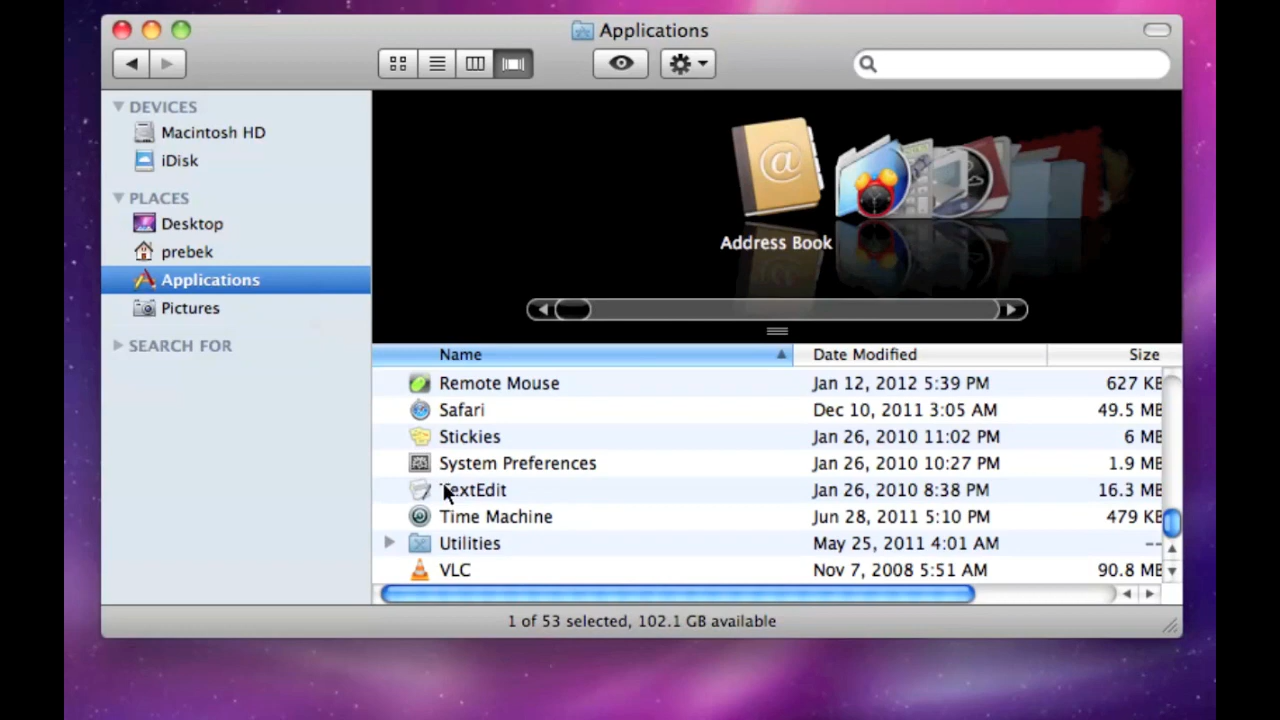 Applications
DEVICES
Macintosh HD
iDisk
PLACES
Desktop
prebek
Applications
Pictures
SEARCH FOR
@
Address Book
Name Date Modified Size
Remote Mouse Jan 12, 2012 5:39 PM 627 KB
Safari Dec 10, 2011 3:05 AM 49.5 MB
Stickies Jan 26, 2010 11:02 PM 6 MB
System Preferences Jan 26, 2010 10:27 PM 1.9 MB
TextEdit Jan 26, 2010 8:38 PM 16.3 MB
Time Machine Jun 28, 2011 5:10 PM 479 KB
Utilities May 25, 2011 4:01 AM --
VLC Nov 7, 2008 5:51 AM 90.8 MB
1 of 53 selected, 102.1 GB available